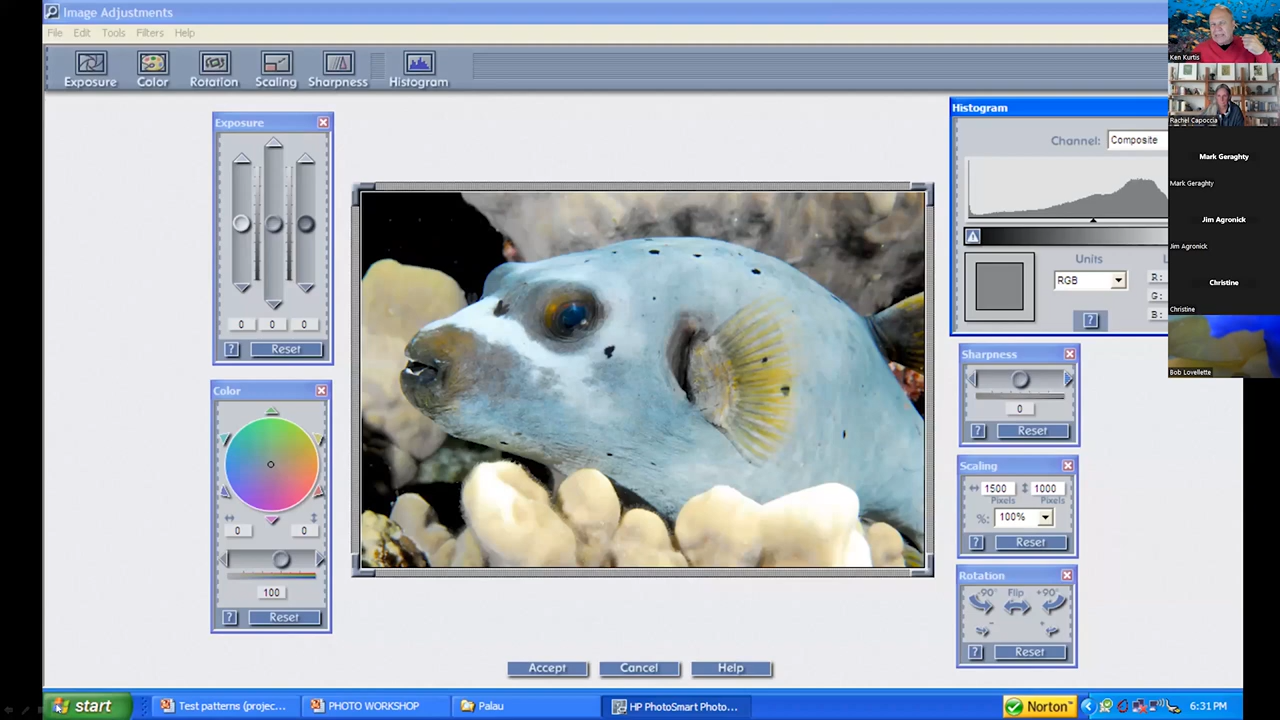 Image Adjustments
File Edit Tools Filters Help
Exposure Color Rotation Scaling Sharpness Histogram
Exposure
0 0 0
? Reset
Color
0 0
100
? Reset
Histogram
Channel: Composite
Units
RGB
R:
G:
B:
?
Sharpness
0
? Reset
Scaling
1500 1000
Pixels Pixels
%: 100%
? Reset
Rotation
-90° Flip +90°
- +
? Reset
Accept Cancel Help
start
Test patterns (projec...
PHOTO WORKSHOP
Palau
HP PhotoSmart Photo...
Norton™
6:31 PM
Ken Kurtis
Rachel Capoccia
Mark Geraghty
Mark Geraghty
Jim Agronick
Jim Agronick
Christine
Christine
Bob Lovellette